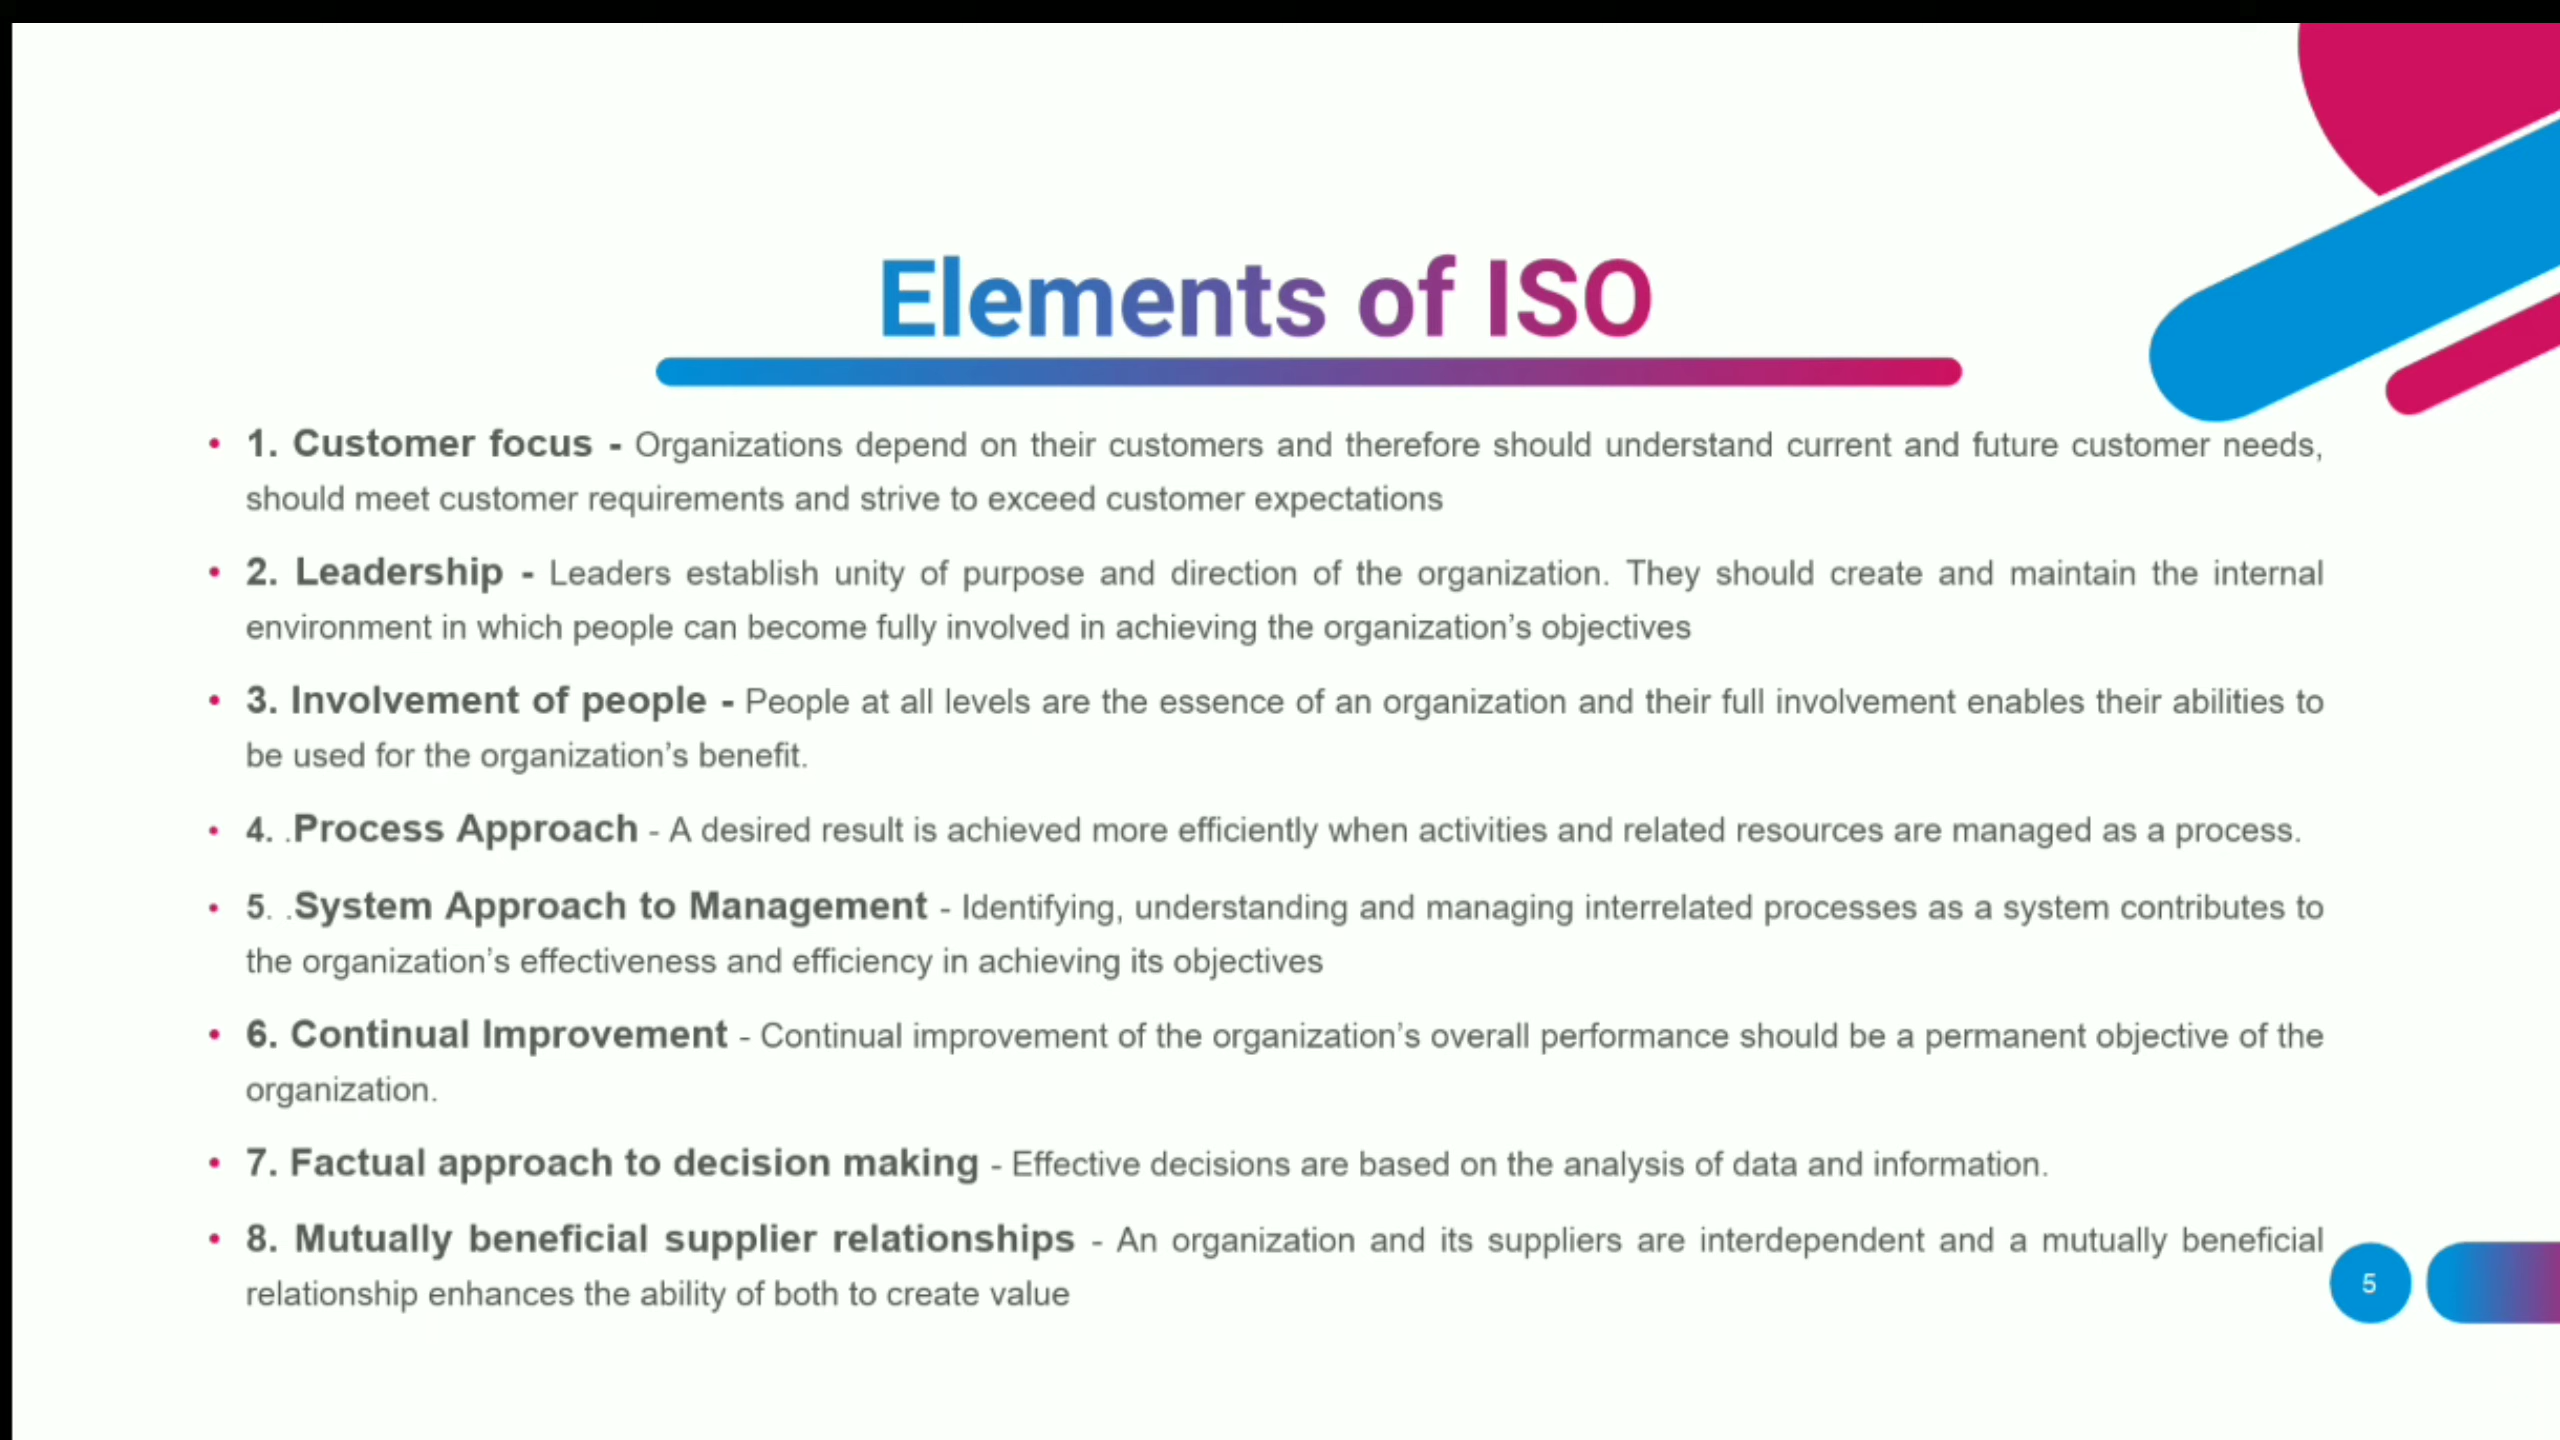 Elements of ISO
• 1. Customer focus - Organizations depend on their customers and therefore should understand current and future customer needs,
should meet customer requirements and strive to exceed customer expectations
• 2. Leadership - Leaders establish unity of purpose and direction of the organization. They should create and maintain the internal
environment in which people can become fully involved in achieving the organization’s objectives
• 3. Involvement of people - People at all levels are the essence of an organization and their full involvement enables their abilities to
be used for the organization’s benefit.
• 4. .Process Approach - A desired result is achieved more efficiently when activities and related resources are managed as a process.
• 5. .System Approach to Management - Identifying, understanding and managing interrelated processes as a system contributes to
the organization’s effectiveness and efficiency in achieving its objectives
• 6. Continual Improvement - Continual improvement of the organization’s overall performance should be a permanent objective of the
organization.
• 7. Factual approach to decision making - Effective decisions are based on the analysis of data and information.
• 8. Mutually beneficial supplier relationships - An organization and its suppliers are interdependent and a mutually beneficial
relationship enhances the ability of both to create value
5